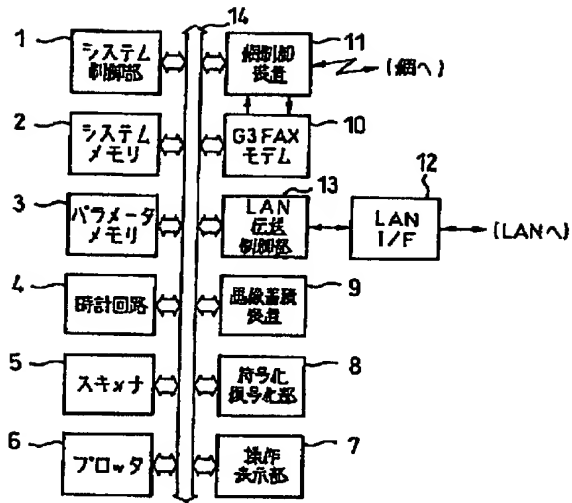 14
1
システム
制御部
11
網制御
装置
(網へ)
2
システム
メモリ
10
G3 FAX
モデム
3
パラメータ
メモリ
13
LAN
伝送
制御部
12
LAN
I/F
(LANへ)
4
時計回路
9
画像蓄積
装置
5
スキャナ
8
符号化
復号化部
6
プロッタ
7
操作
表示部